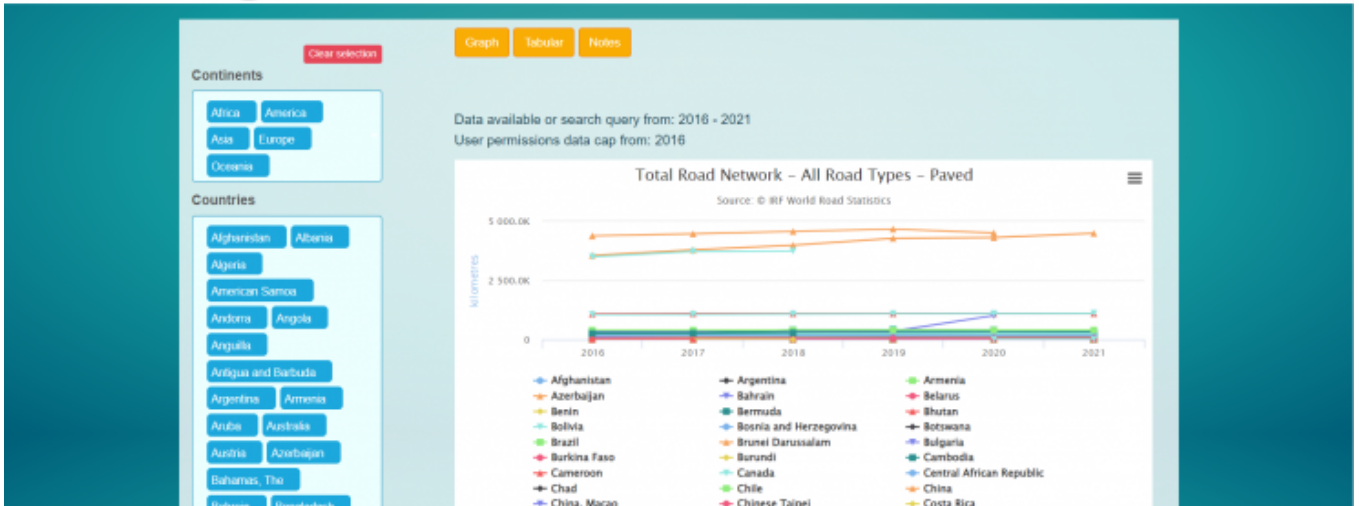 Clear selection
Continents
Africa America
Asia Europe
Oceania
Countries
Afghanistan Albania
Algeria
American Samoa
Andorra Angola
Anguilla
Antigua and Barbuda
Argentina Armenia
Aruba Australia
Austria Azerbaijan
Bahamas, The
Bahrain Bangladesh
Graph Tabular Notes
Data available or search query from: 2016 - 2021
User permissions data cap from: 2016
Total Road Network – All Road Types – Paved
Source: © IRF World Road Statistics
kilometres
5 000.0K
2 500.0K
0
2016 2017 2018 2019 2020 2021
Afghanistan Argentina Armenia
Azerbaijan Bahrain Belarus
Benin Bermuda Bhutan
Bolivia Bosnia and Herzegovina Botswana
Brazil Brunei Darussalam Bulgaria
Burkina Faso Burundi Cambodia
Cameroon Canada Central African Republic
Chad Chile China
China, Macao Chinese Taipei Costa Rica